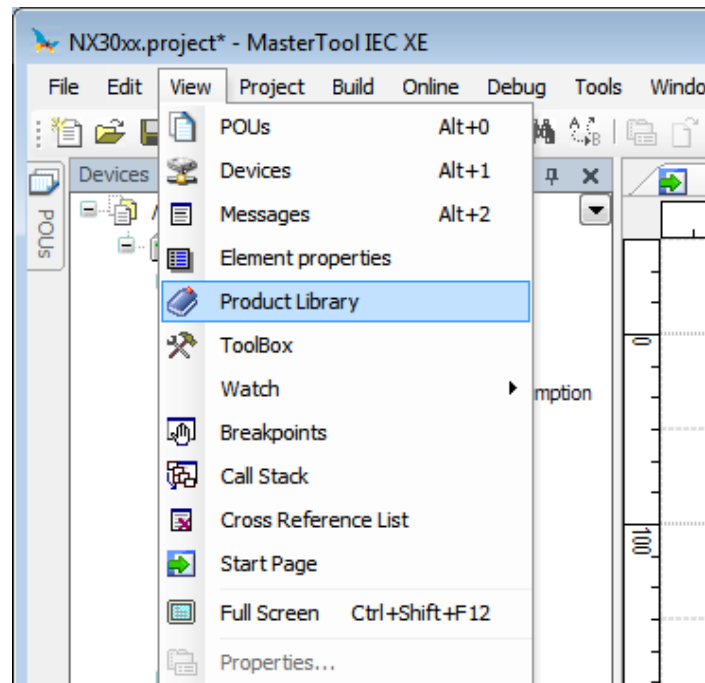 NX30xx.project* - MasterTool IEC XE
File Edit View Project Build Online Debug Tools
Devices
POUs
POUs Alt+0
Devices Alt+1
Messages Alt+2
Element properties
Product Library
ToolBox
Watch
Breakpoints
Call Stack
Cross Reference List
Start Page
Full Screen Ctrl+Shift+F12
Properties...
0
100